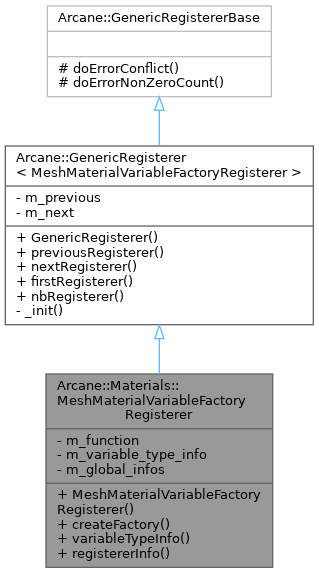 Arcane::GenericRegistererBase
# doErrorConflict()
# doErrorNonZeroCount()
Arcane::GenericRegisterer
< MeshMaterialVariableFactoryRegisterer >
- m_previous
- m_next
+ GenericRegisterer()
+ previousRegisterer()
+ nextRegisterer()
+ firstRegisterer()
+ nbRegisterer()
- _init()
Arcane::Materials::
MeshMaterialVariableFactory
Registerer
- m_function
- m_variable_type_info
- m_global_infos
+ MeshMaterialVariableFactory
Registerer()
+ createFactory()
+ variableTypeInfo()
+ registererInfo()